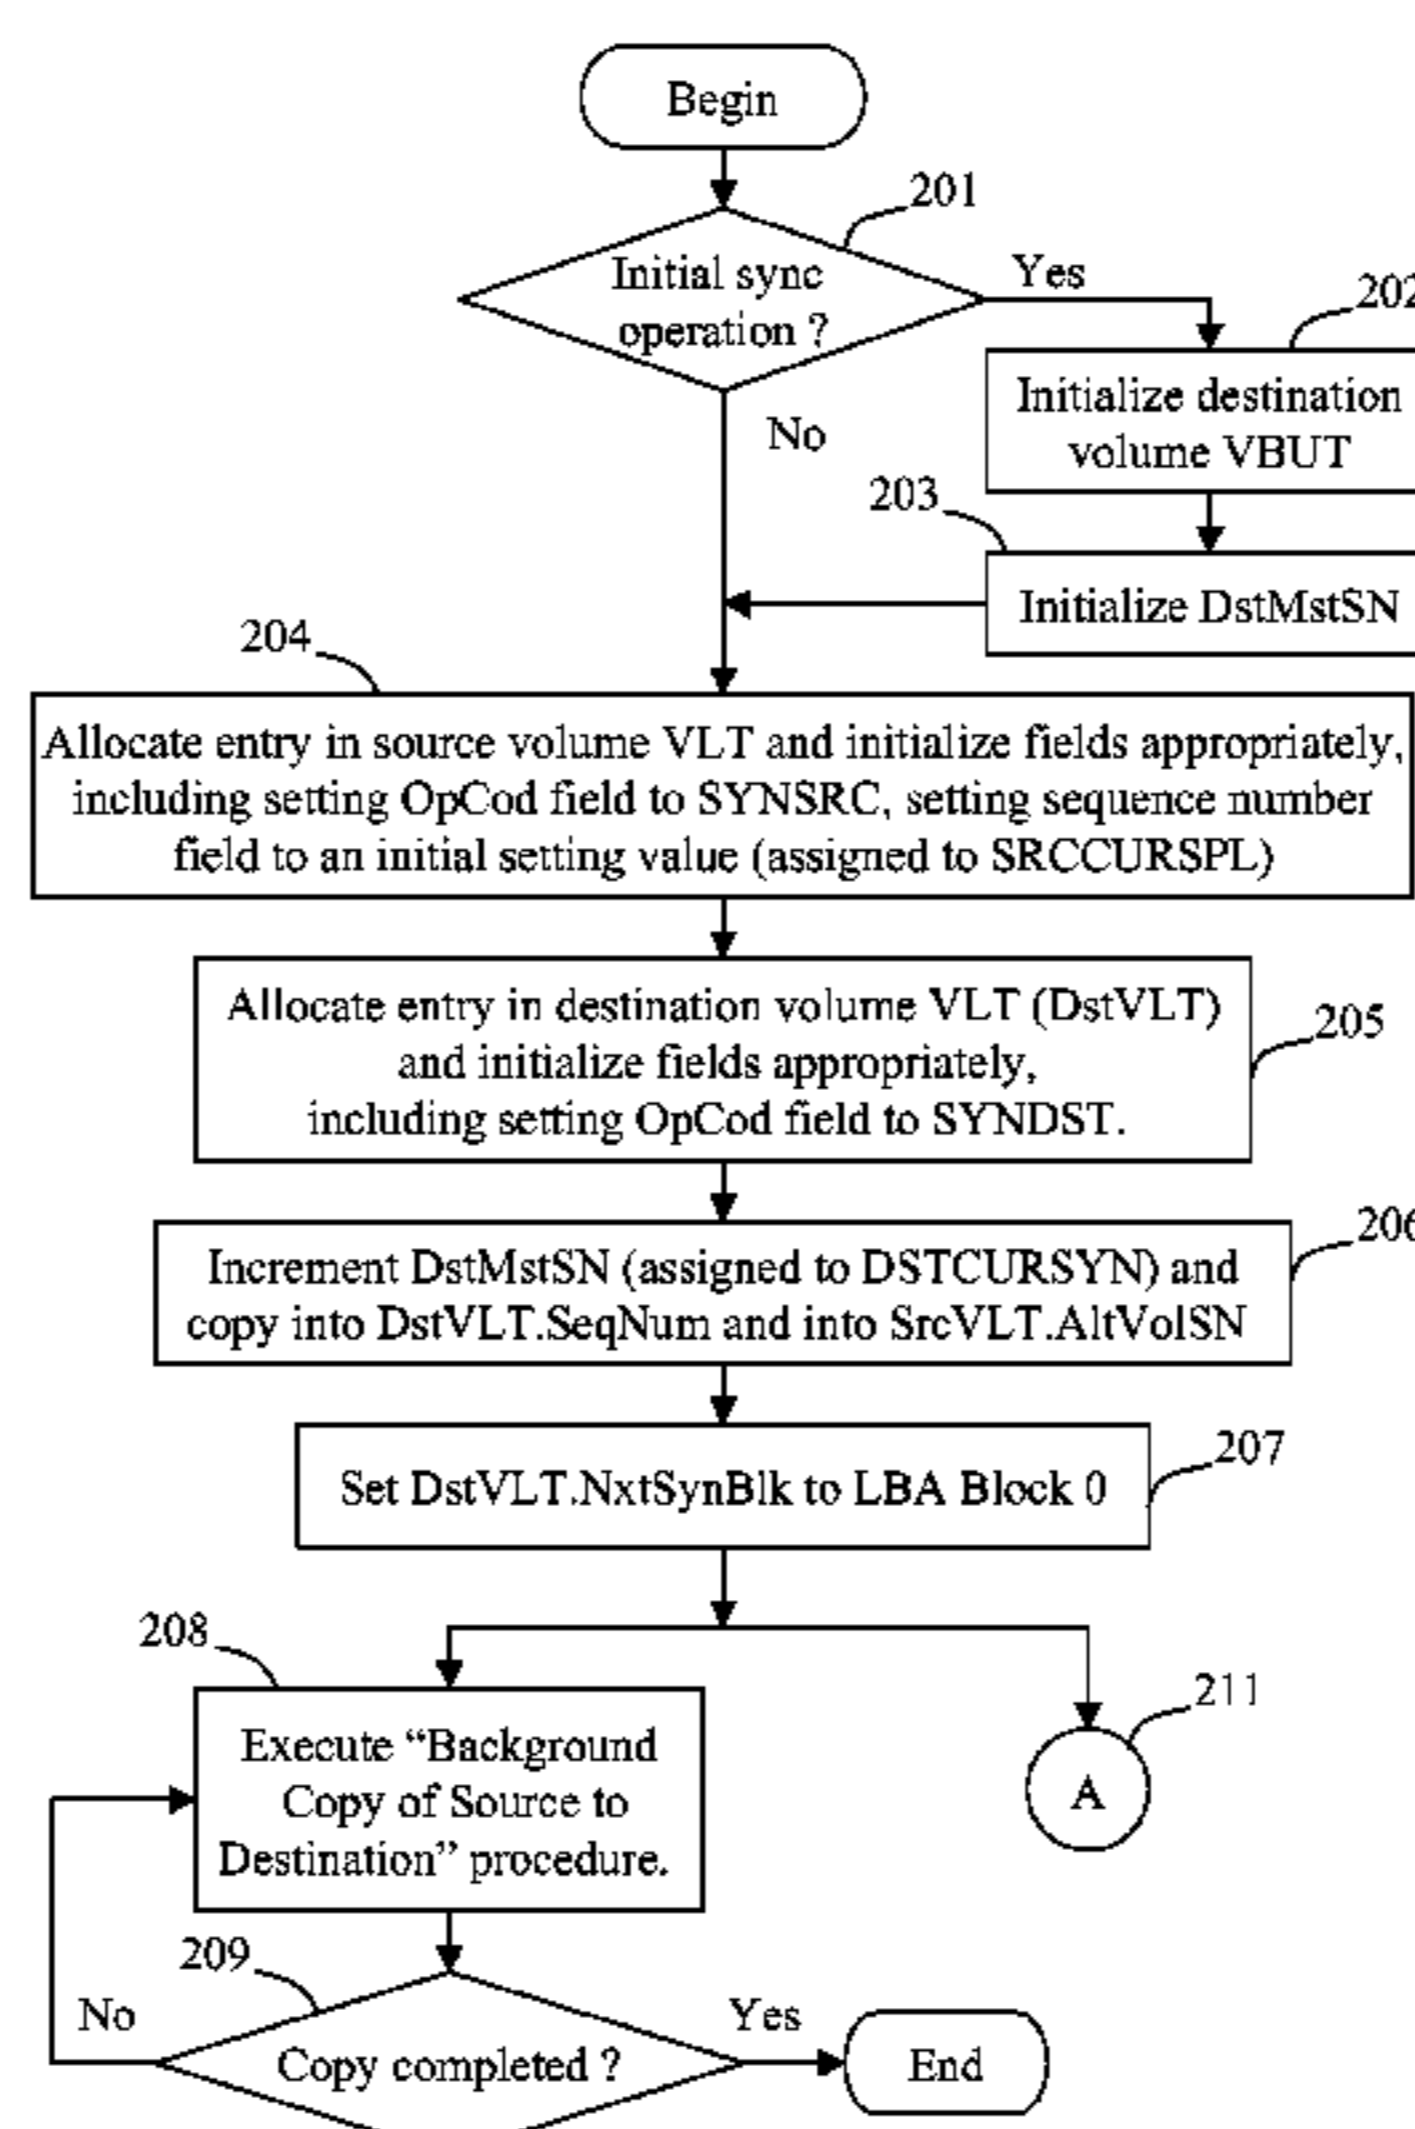 Begin
201
Initial sync
operation ?
Yes
No
202
Initialize destination
volume VBUT
203
Initialize DstMstSN
204
Allocate entry in source volume VLT and initialize fields appropriately,
including setting OpCod field to SYNSRC, setting sequence number
field to an initial setting value (assigned to SRCCURSPL)
Allocate entry in destination volume VLT (DstVLT)
and initialize fields appropriately,
including setting OpCod field to SYNDST.
205
206
Increment DstMstSN (assigned to DSTCURSYN) and
copy into DstVLT.SeqNum and into SrcVLT.AltVolSN
207
Set DstVLT.NxtSynBlk to LBA Block 0
208
Execute “Background
Copy of Source to
Destination” procedure.
211
A
209
No
Copy completed ?
Yes
End